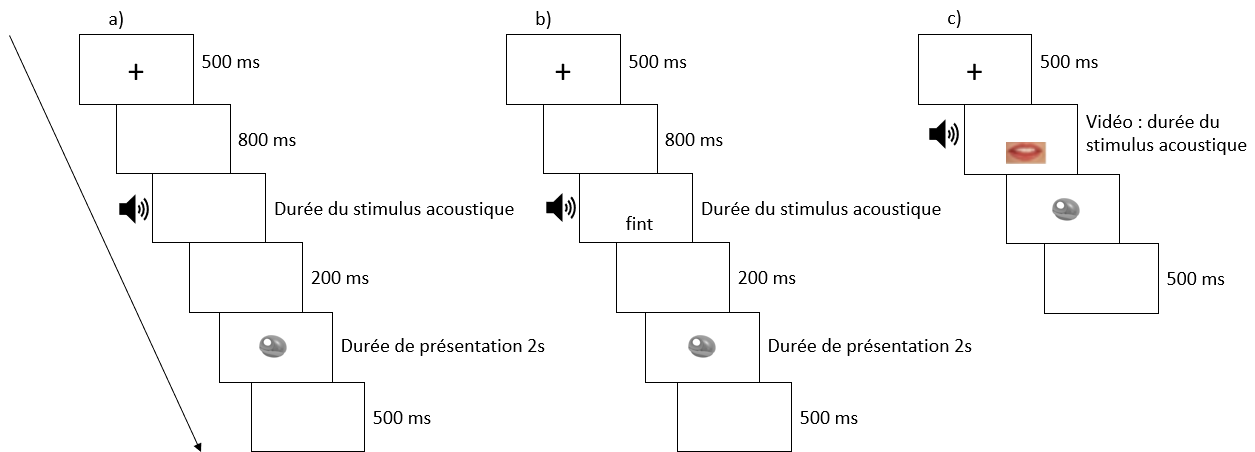 a)
+
500 ms
800 ms
Durée du stimulus acoustique
200 ms
Durée de présentation 2s
500 ms
b)
+
500 ms
800 ms
fint
Durée du stimulus acoustique
200 ms
Durée de présentation 2s
500 ms
c)
+
500 ms
Vidéo : durée du
stimulus acoustique
500 ms